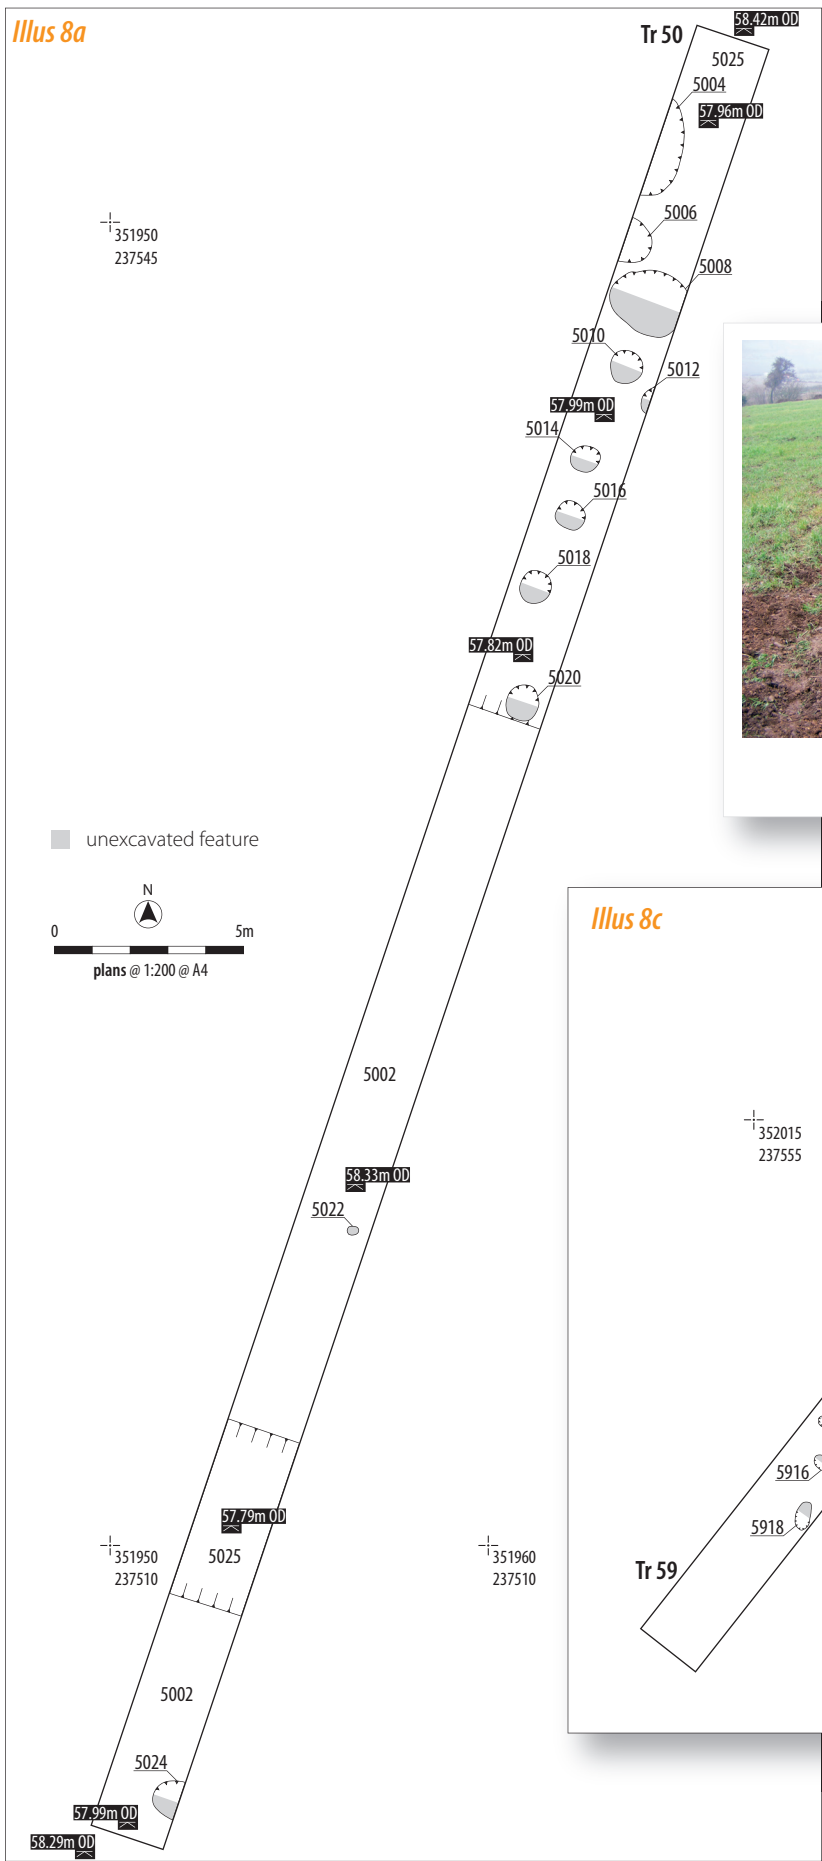 Illus 8a
58.42m OD
Tr 50
5025
5004
57.96m OD
5006
351950
237545
5008
5010
5012
57.99m OD
5014
5016
5018
57.82m OD
5020
unexcavated feature
N
0 5m
plans @ 1:200 @ A4
Illus 8c
5002
352015
237555
58.33m OD
5022
5916
57.79m OD
5918
351950
237510
5025
351960
237510
Tr 59
5002
5024
57.99m OD
58.29m OD